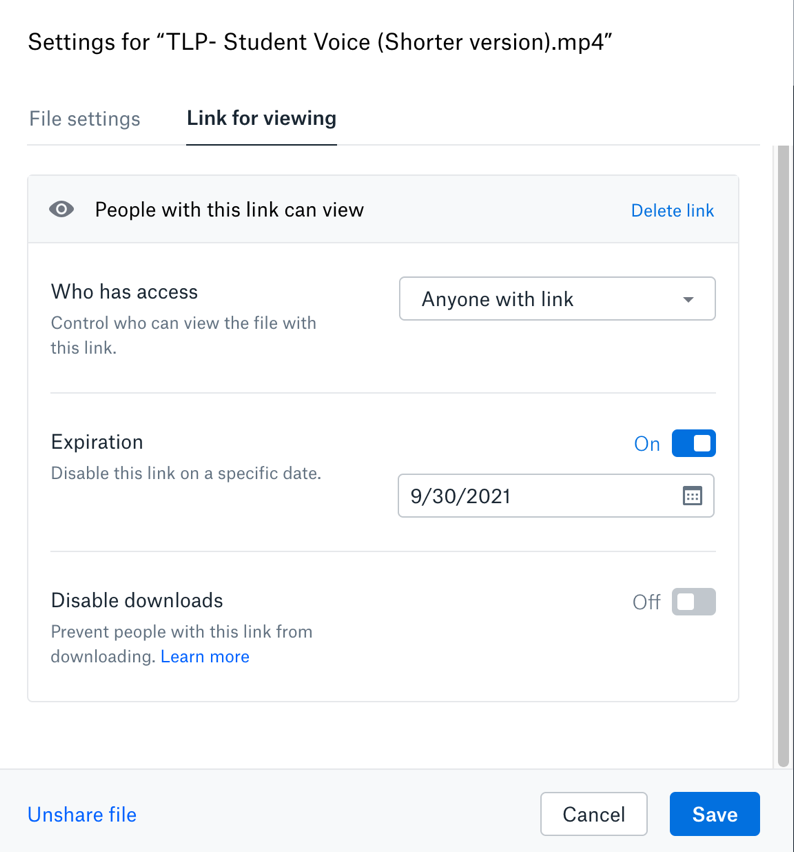 Settings for “TLP- Student Voice (Shorter version).mp4”
File settings
Link for viewing
People with this link can view
Delete link
Who has access
Anyone with link
Control who can view the file with
this link.
Expiration
On
Disable this link on a specific date.
9/30/2021
Disable downloads
Off
Prevent people with this link from
downloading. Learn more
Unshare file
Cancel
Save